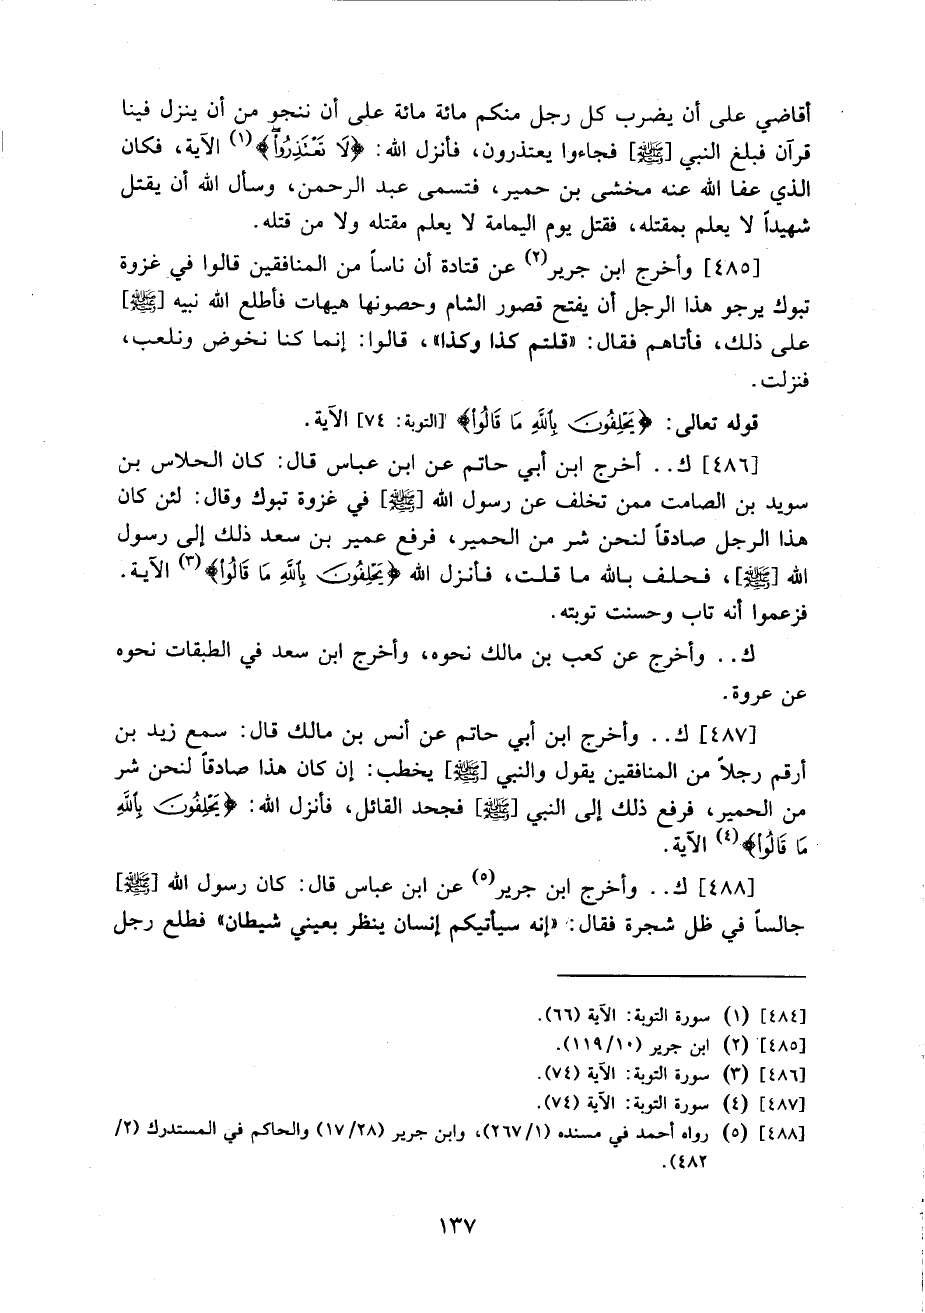 أقاضي على أن يضرب كل رجل منكم مائة مائة على أن ننجو من أن ينزل فينا
قرآن فبلغ النبي [ﷺ] فجاءوا يعتذرون، فأنزل الله: ﴿لَا تَعْتَذِرُواْ﴾(١) الآية، فكان
الذي عفا الله عنه مخشى بن حمير، فتسمى عبد الرحمن، وسأل الله أن يقتل
شهيداً لا يعلم بمقتله، فقتل يوم اليمامة لا يعلم مقتله ولا من قتله.
[٤٨٥] وأخرج ابن جرير(٢) عن قتادة أن ناساً من المنافقين قالوا في غزوة
تبوك يرجو هذا الرجل أن يفتح قصور الشام وحصونها هيهات فأطلع الله نبيه [ﷺ]
على ذلك، فأتاهم فقال: «قلتم كذا وكذا»، قالوا: إنما كنا نخوض ونلعب،
فنزلت.
قوله تعالى: ﴿يَحْلِفُونَ بِاللَّهِ مَا قَالُواْ﴾ [التوبة: ٧٤] الآية.
[٤٨٦] ك.. أخرج ابن أبي حاتم عن ابن عباس قال: كان الحلاس بن
سويد بن الصامت ممن تخلف عن رسول الله [ﷺ] في غزوة تبوك وقال: لئن كان
هذا الرجل صادقاً لنحن شر من الحمير، فرفع عمير بن سعد ذلك إلى رسول
الله [ﷺ]، فحلف بالله ما قلت، فأنزل الله ﴿يَحْلِفُونَ بِاللَّهِ مَا قَالُواْ﴾(٣) الآية.
فزعموا أنه تاب وحسنت توبته.
ك.. وأخرج عن كعب بن مالك نحوه، وأخرج ابن سعد في الطبقات نحوه
عن عروة.
[٤٨٧] ك.. وأخرج ابن أبي حاتم عن أنس بن مالك قال: سمع زيد بن
أرقم رجلاً من المنافقين يقول والنبي [ﷺ] يخطب: إن كان هذا صادقاً لنحن شر
من الحمير، فرفع ذلك إلى النبي [ﷺ] فجحد القائل، فأنزل الله: ﴿يَحْلِفُونَ بِاللَّهِ
مَا قَالُواْ﴾(٤) الآية.
[٤٨٨] ك.. وأخرج ابن جرير(٥) عن ابن عباس قال: كان رسول الله [ﷺ]
جالساً في ظل شجرة فقال: «إنه سيأتيكم إنسان ينظر بعيني شيطان» فطلع رجل
[٤٨٤] (١) سورة التوبة: الآية (٦٦).
[٤٨٥] (٢) ابن جرير (١١٩/١٠).
[٤٨٦] (٣) سورة التوبة: الآية (٧٤).
[٤٨٧] (٤) سورة التوبة: الآية (٧٤).
[٤٨٨] (٥) رواه أحمد في مسنده (٢٦٧/١)، وابن جرير (١٧/٢٨) والحاكم في المستدرك (٢/
٤٨٢).
١٣٧